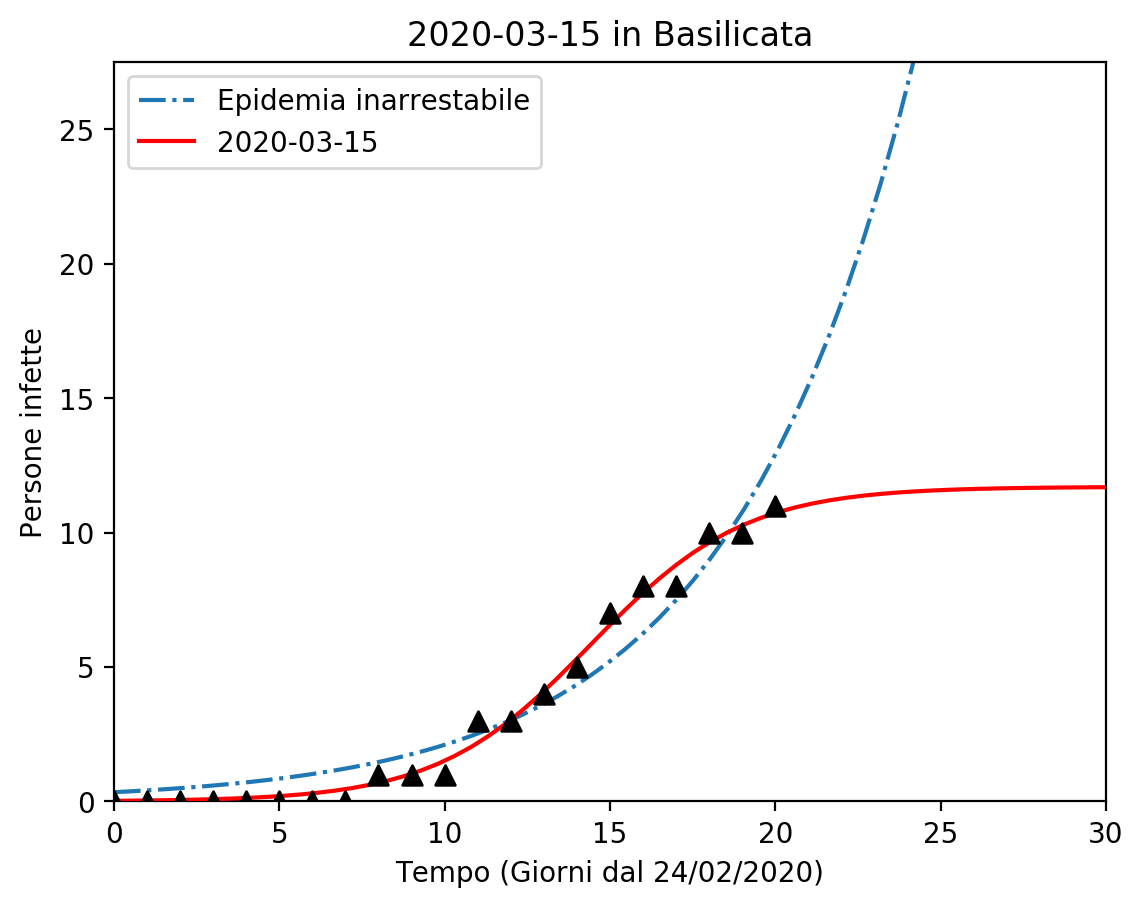 2020-03-15 in Basilicata
Epidemia inarrestabile
2020-03-15
25
20
15
10
5
0
Persone infette
0 5 10 15 20 25 30
Tempo (Giorni dal 24/02/2020)